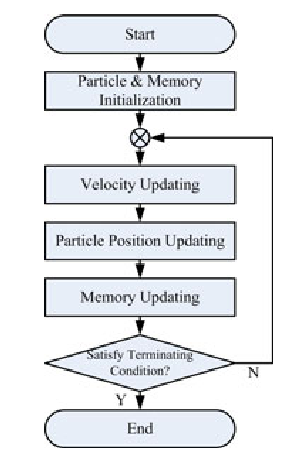 Start
Particle & Memory
Initialization
Velocity Updating
Particle Position Updating
Memory Updating
Satisfy Terminating
Condition?
N
Y
End